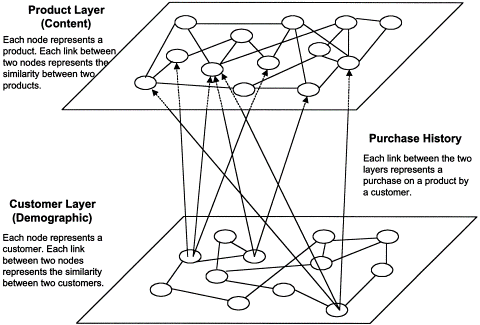 Product Layer
(Content)
Each node represents a
product. Each link between
two nodes represents the
similarity between two
products.
Purchase History
Each link between the two
layers represents a
purchase on a product by
a customer.
Customer Layer
(Demographic)
Each node represents a
customer. Each link
between two nodes
represents the similarity
between two customers.